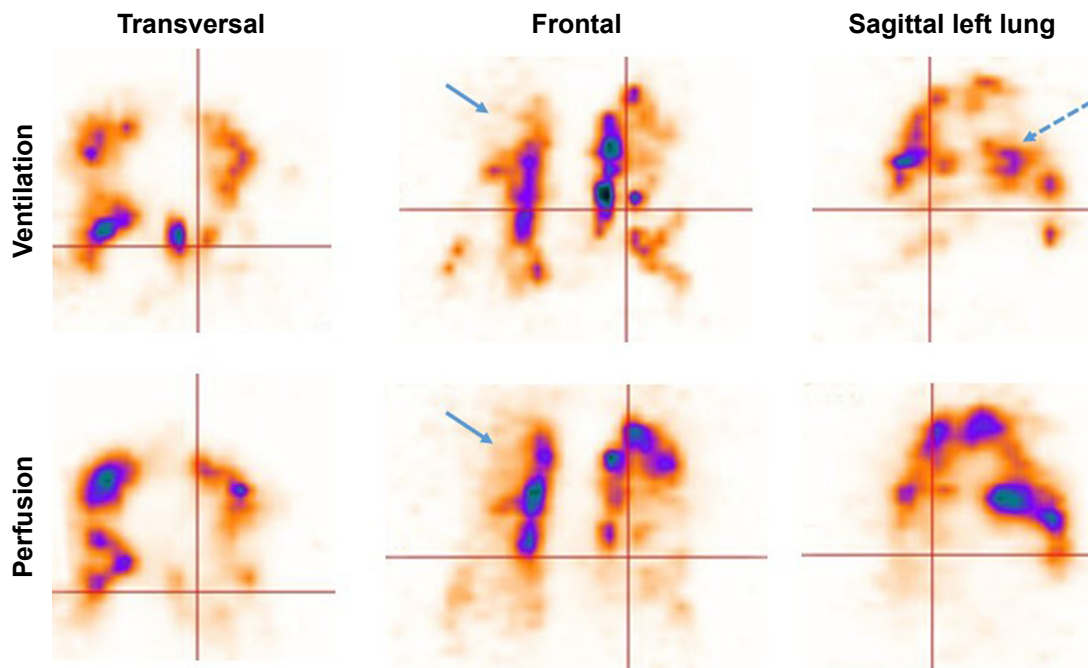 Transversal
Frontal
Sagittal left lung
Ventilation
Perfusion